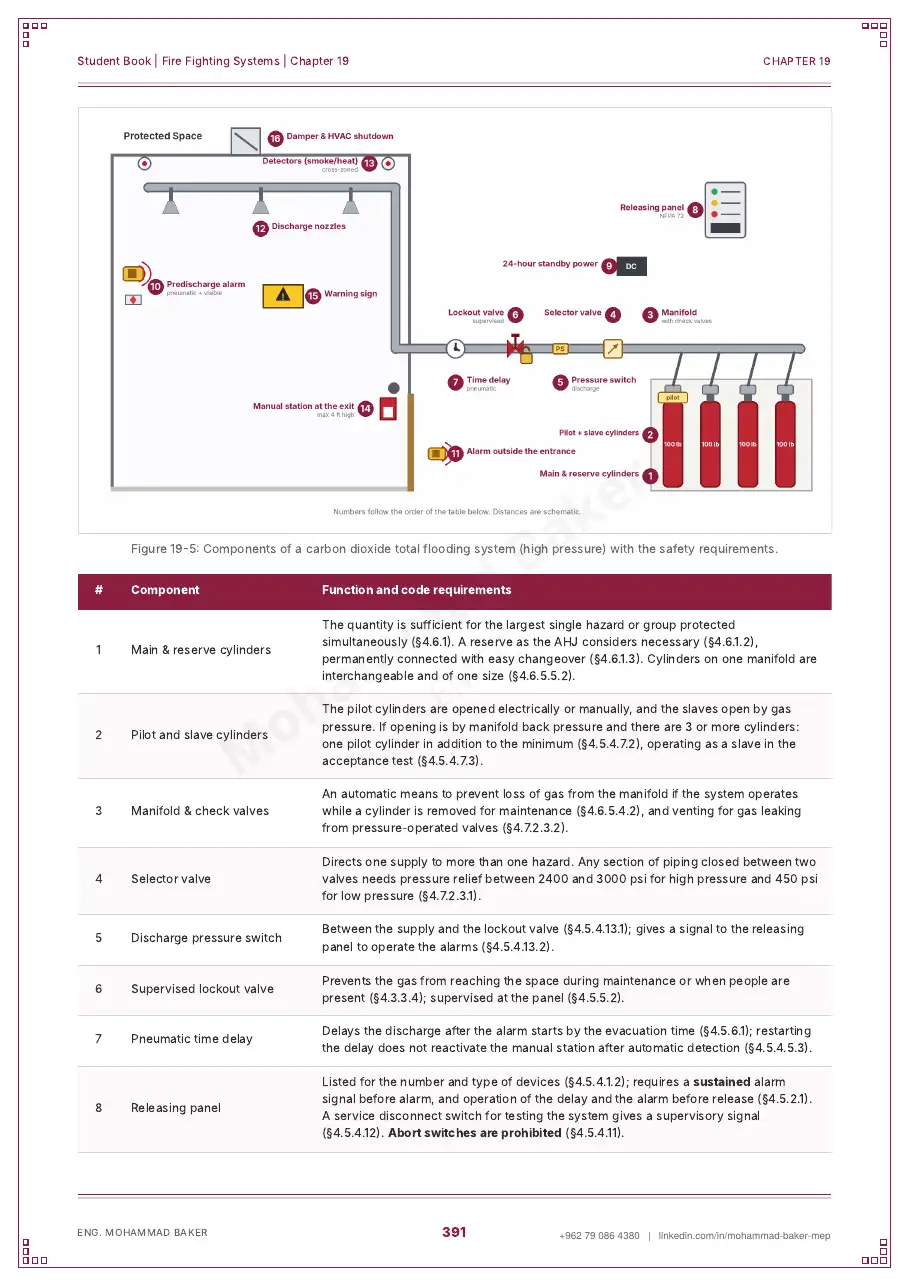 Student Book | Fire Fighting Systems | Chapter 19
CHAPTER 19
Protected Space
16 Damper & HVAC shutdown
Detectors (smoke/heat) 13
cross-zoned
Releasing panel 8
NFPA 72
12 Discharge nozzles
24-hour standby power 9 DC
10 Predischarge alarm
pneumatic + visible
15 Warning sign
Lockout valve 6
supervised
Selector valve 4
3 Manifold
with check valves
PS
7 Time delay
pneumatic
5 Pressure switch
discharge
pilot
Manual station at the exit 14
max 4 ft high
Pilot + slave cylinders 2
100 lb 100 lb 100 lb 100 lb
11 Alarm outside the entrance
Main & reserve cylinders 1
Numbers follow the order of the table below. Distances are schematic.
Figure 19-5: Components of a carbon dioxide total flooding system (high pressure) with the safety requirements.
# Component Function and code requirements
1 Main & reserve cylinders
The quantity is sufficient for the largest single hazard or group protected
simultaneously (§4.6.1). A reserve as the AHJ considers necessary (§4.6.1.2),
permanently connected with easy changeover (§4.6.1.3). Cylinders on one manifold are
interchangeable and of one size (§4.6.5.5.2).
2 Pilot and slave cylinders
The pilot cylinders are opened electrically or manually, and the slaves open by gas
pressure. If opening is by manifold back pressure and there are 3 or more cylinders:
one pilot cylinder in addition to the minimum (§4.5.4.7.2), operating as a slave in the
acceptance test (§4.5.4.7.3).
3 Manifold & check valves
An automatic means to prevent loss of gas from the manifold if the system operates
while a cylinder is removed for maintenance (§4.6.5.4.2), and venting for gas leaking
from pressure-operated valves (§4.7.2.3.2).
4 Selector valve
Directs one supply to more than one hazard. Any section of piping closed between two
valves needs pressure relief between 2400 and 3000 psi for high pressure and 450 psi
for low pressure (§4.7.2.3.1).
5 Discharge pressure switch
Between the supply and the lockout valve (§4.5.4.13.1); gives a signal to the releasing
panel to operate the alarms (§4.5.4.13.2).
6 Supervised lockout valve
Prevents the gas from reaching the space during maintenance or when people are
present (§4.3.3.4); supervised at the panel (§4.5.5.2).
7 Pneumatic time delay
Delays the discharge after the alarm starts by the evacuation time (§4.5.6.1); restarting
the delay does not reactivate the manual station after automatic detection (§4.5.4.5.3).
8 Releasing panel
Listed for the number and type of devices (§4.5.4.1.2); requires a sustained alarm
signal before alarm, and operation of the delay and the alarm before release (§4.5.2.1).
A service disconnect switch for testing the system gives a supervisory signal
(§4.5.4.12). Abort switches are prohibited (§4.5.4.11).
ENG. MOHAMMAD BAKER
391
+962 79 086 4380 | linkedin.com/in/mohammad-baker-mep